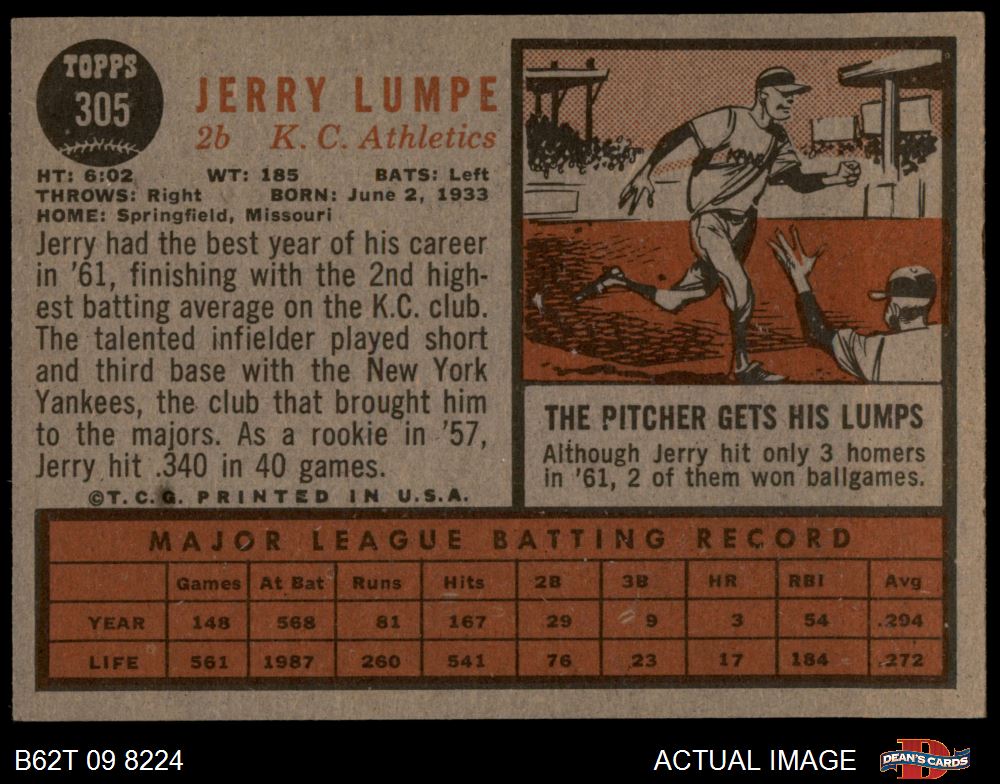 TOPPS
305
JERRY LUMPE
2b K. C. Athletics
HT: 6:02 WT: 185 BATS: Left
THROWS: Right BORN: June 2, 1933
HOME: Springfield, Missouri
Jerry had the best year of his career
in '61, finishing with the 2nd high-
est batting average on the K.C. club.
The talented infielder played short
and third base with the New York
Yankees, the club that brought him
to the majors. As a rookie in '57,
Jerry hit .340 in 40 games.
©T. C. G. PRINTED IN U.S.A.
THE PITCHER GETS HIS LUMPS
Although Jerry hit only 3 homers
in '61, 2 of them won ballgames.
MAJOR LEAGUE BATTING RECORD
Games At Bat Runs Hits 2B 3B HR RBI Avg
YEAR 148 568 81 167 29 9 3 54 .294
LIFE 561 1987 260 541 76 23 17 184 .272
B62T 09 8224
ACTUAL IMAGE
D
DEAN'S CARDS